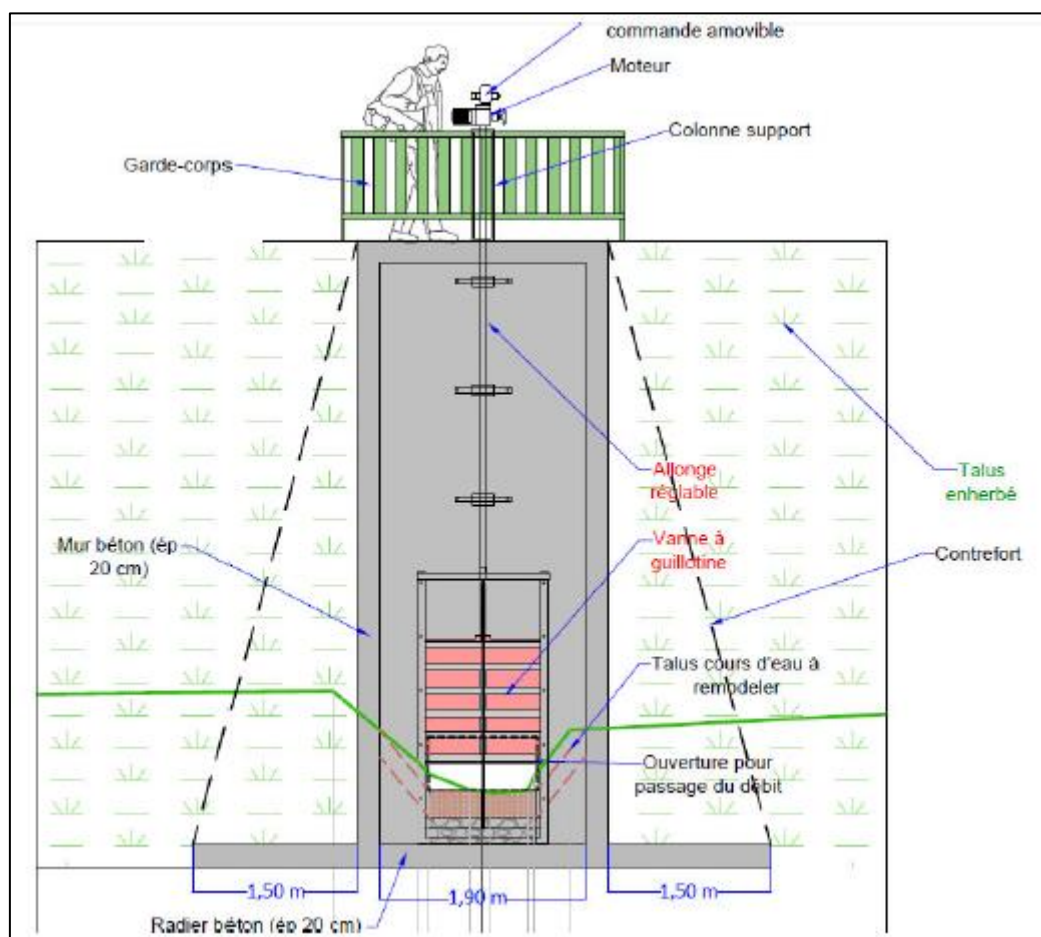 commande amovible
Moteur
Colonne support
Garde-corps
Allonge
réglable
Talus
enherbé
Mur béton (ép
20 cm)
Vanne à
guillotine
Contrefort
Talus cours d'eau à
remodeler
Ouverture pour
passage du débit
1,50 m
1,90 m
1,50 m
Radier béton (ép 20 cm)